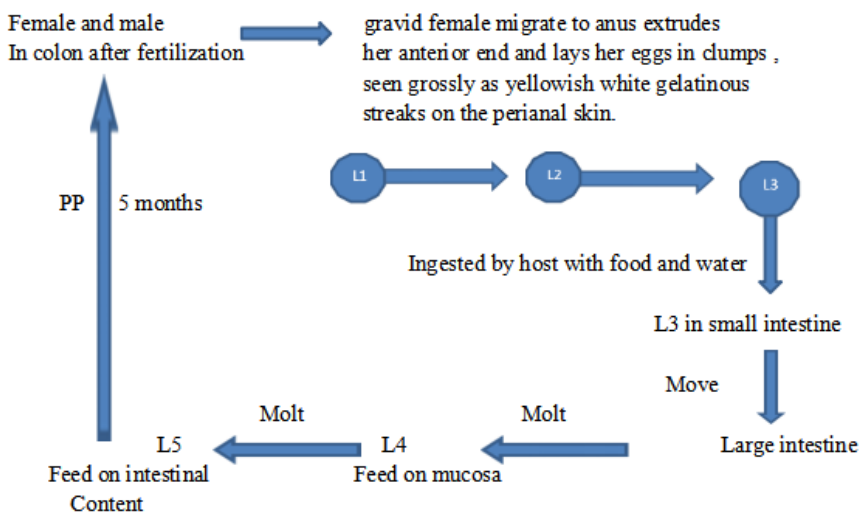 Female and male
In colon after fertilization
gravid female migrate to anus extrudes
her anterior end and lays her eggs in clumps ,
seen grossly as yellowish white gelatinous
streaks on the perianal skin.
L1
L2
L3
PP
5 months
Ingested by host with food and water
L3 in small intestine
Move
Large intestine
Molt
L4
Feed on mucosa
Molt
L5
Feed on intestinal
Content